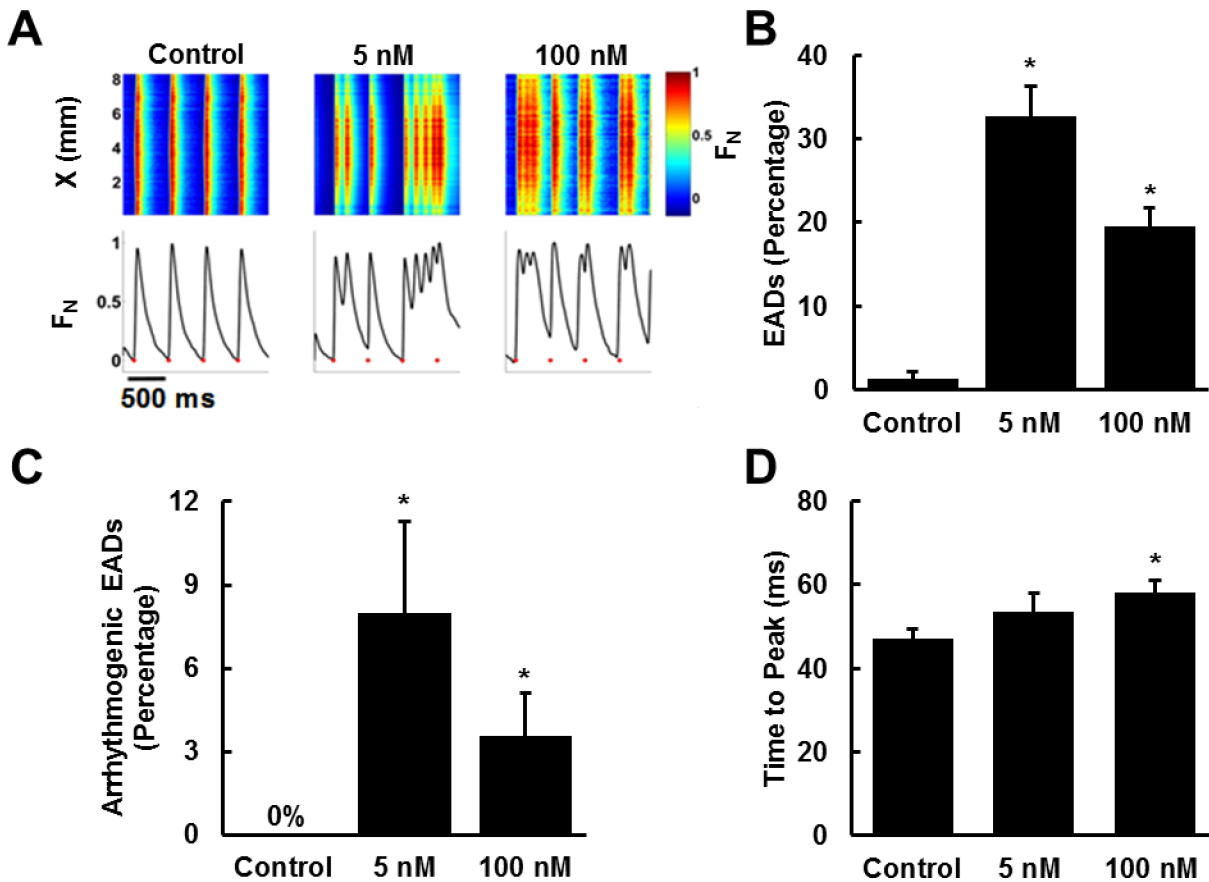 A
Control
5 nM
100 nM
X (mm)
8
6
4
2
1
0.5
0
F_N
F_N
1
0.5
0
500 ms
B
EADs (Percentage)
40
30
20
10
0
*
*
Control
5 nM
100 nM
C
Arrhythmogenic EADs
(Percentage)
12
9
6
3
0
0%
*
*
Control
5 nM
100 nM
D
Time to Peak (ms)
80
60
40
20
0
*
Control
5 nM
100 nM